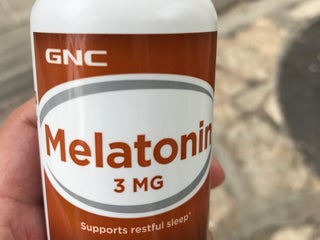 GNC
Melatonin
3 MG
Supports restful sleep*